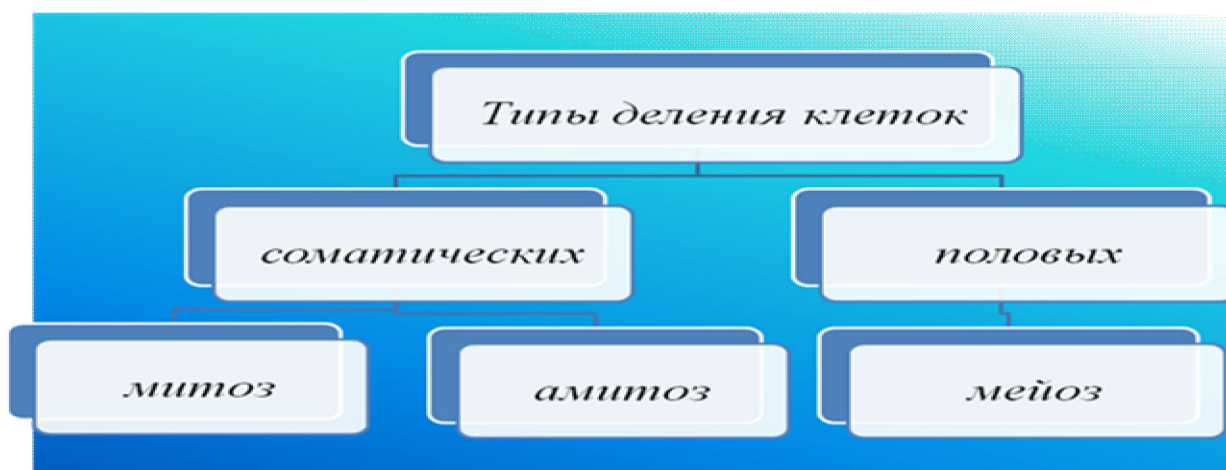 Типы деления клеток
соматических
половых
митоз
амитоз
мейоз